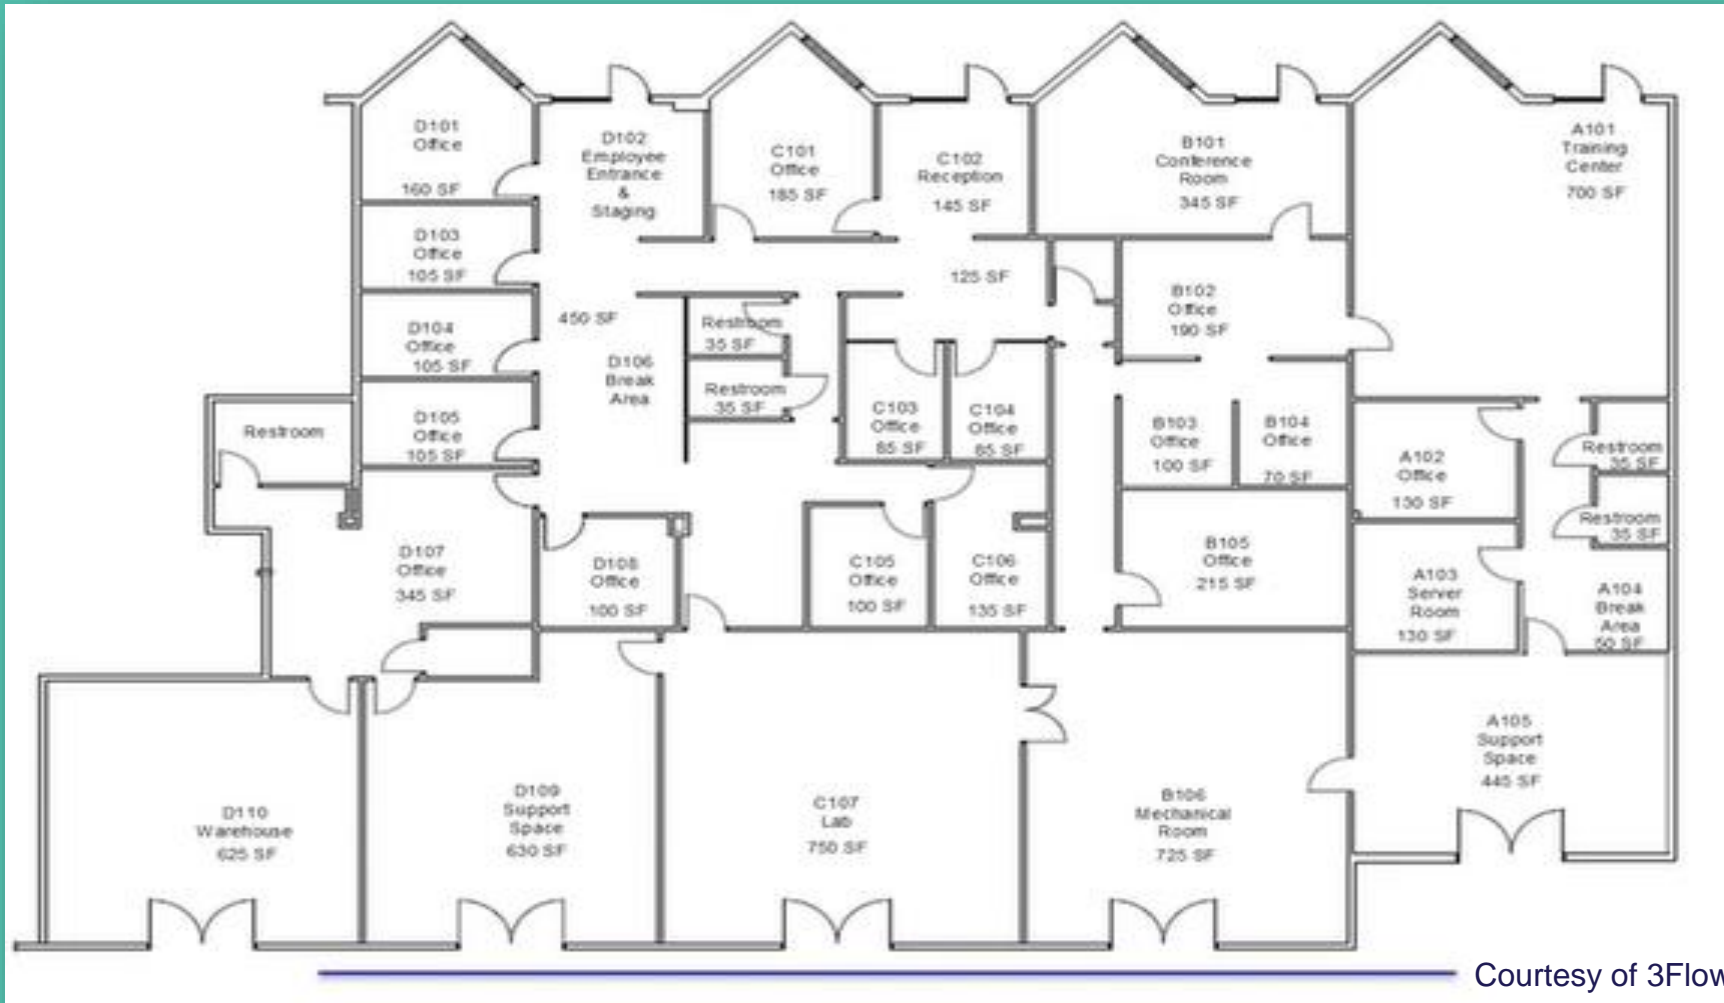 D101
Office
160 SF
D102
Employee
Entrance
&
Staging
C101
Office
185 SF
C102
Reception
145 SF
B101
Conference
Room
345 SF
A101
Training
Center
700 SF
D103
Office
105 SF
125 SF
B102
Office
190 SF
450 SF
D104
Office
105 SF
Restroom
35 SF
D106
Break
Area
Restroom
35 SF
D105
Office
105 SF
Restroom
C103
Office
85 SF
C104
Office
85 SF
B103
Office
100 SF
B104
Office
70 SF
A102
Office
130 SF
Restroom
35 SF
Restroom
35 SF
D107
Office
345 SF
D108
Office
100 SF
C105
Office
100 SF
C106
Office
135 SF
B105
Office
215 SF
A103
Server
Room
130 SF
A104
Break
Area
50 SF
D110
Warehouse
625 SF
D109
Support
Space
630 SF
C107
Lab
750 SF
B106
Mechanical
Room
725 SF
A105
Support
Space
445 SF
Courtesy of 3Flow